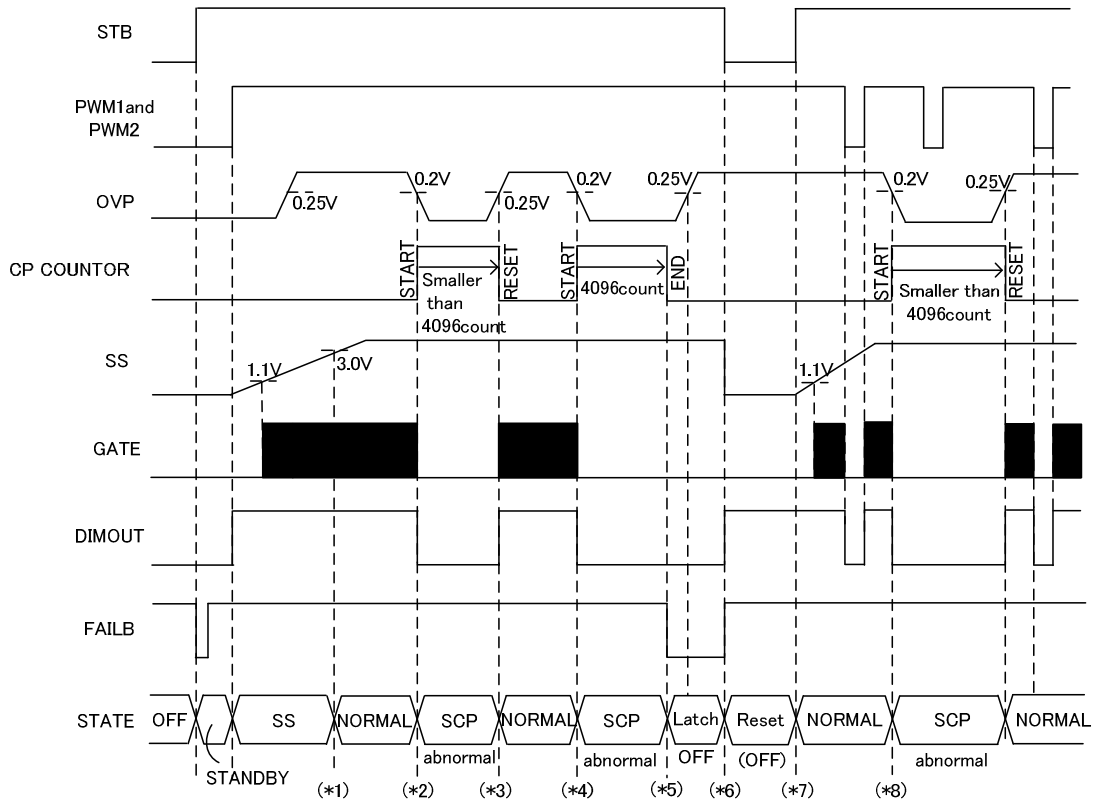 STB
PWM1and
PWM2
OVP
0.25V
0.2V
0.25V
0.2V
0.25V
0.2V
0.25V
CP COUNTOR
START
Smaller
than
4096count
RESET
START
4096count
END
START
Smaller than
4096count
RESET
SS
1.1V
3.0V
1.1V
GATE
DIMOUT
FAILB
STATE
OFF
SS
NORMAL
SCP
NORMAL
SCP
Latch
Reset
NORMAL
SCP
NORMAL
STANDBY
abnormal
abnormal
OFF
(OFF)
abnormal
(*1)
(*2)
(*3)
(*4)
(*5)
(*6)
(*7)
(*8)